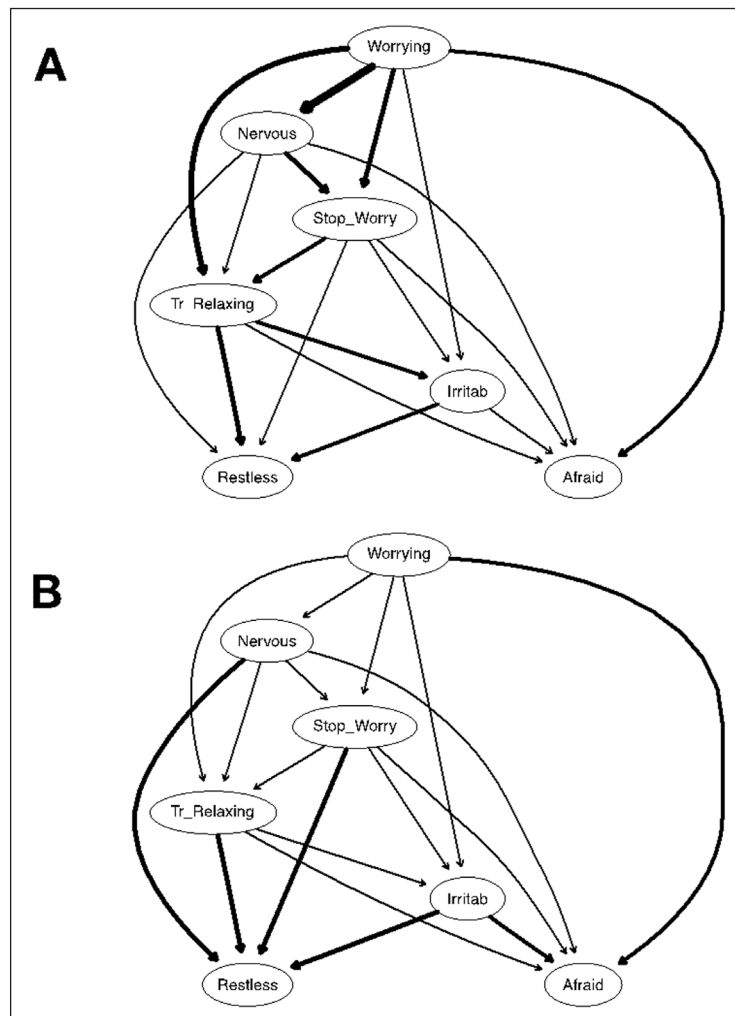 A
Worrying
Nervous
Stop_Worry
Tr_Relaxing
Irritab
Restless
Afraid
B
Worrying
Nervous
Stop_Worry
Tr_Relaxing
Irritab
Restless
Afraid